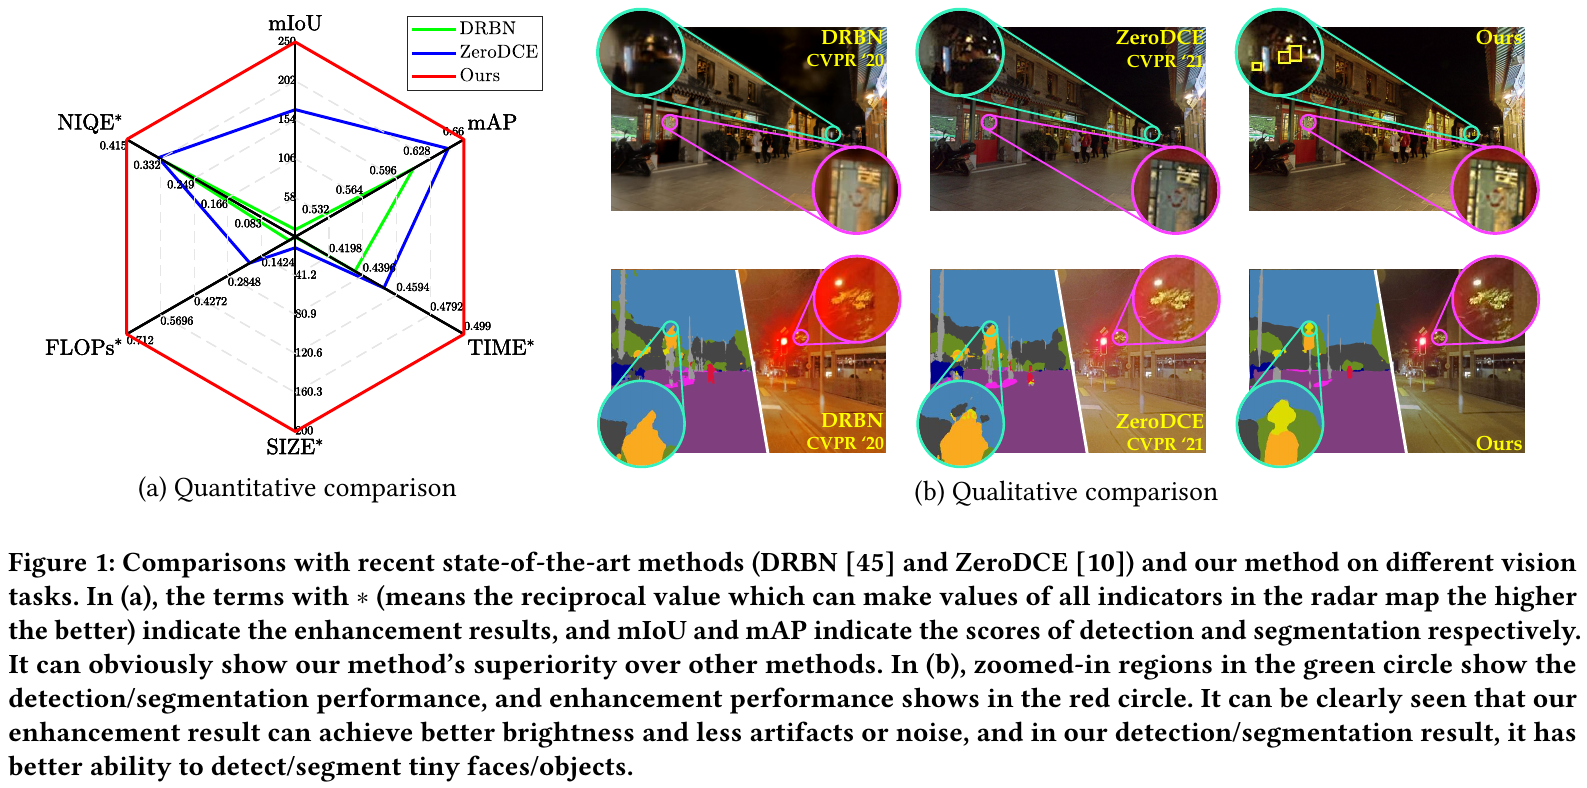 mIoU
250
202
154
106
58
DRBN
ZeroDCE
Ours
mAP
0.66
0.628
0.596
0.564
0.532
NIQE*
0.415
0.332
0.249
0.166
0.083
0.4198
0.4396
0.4594
0.4792
0.499
TIME*
0.1424
0.2848
0.4272
0.5696
0.712
FLOPs*
41.2
80.9
120.6
160.3
200
SIZE*
(a) Quantitative comparison
DRBN
CVPR ‘20
ZeroDCE
CVPR ‘21
Ours
DRBN
CVPR ‘20
ZeroDCE
CVPR ‘21
Ours
(b) Qualitative comparison
Figure 1: Comparisons with recent state-of-the-art methods (DRBN [45] and ZeroDCE [10]) and our method on different vision
tasks. In (a), the terms with ∗ (means the reciprocal value which can make values of all indicators in the radar map the higher
the better) indicate the enhancement results, and mIoU and mAP indicate the scores of detection and segmentation respectively.
It can obviously show our method’s superiority over other methods. In (b), zoomed-in regions in the green circle show the
detection/segmentation performance, and enhancement performance shows in the red circle. It can be clearly seen that our
enhancement result can achieve better brightness and less artifacts or noise, and in our detection/segmentation result, it has
better ability to detect/segment tiny faces/objects.